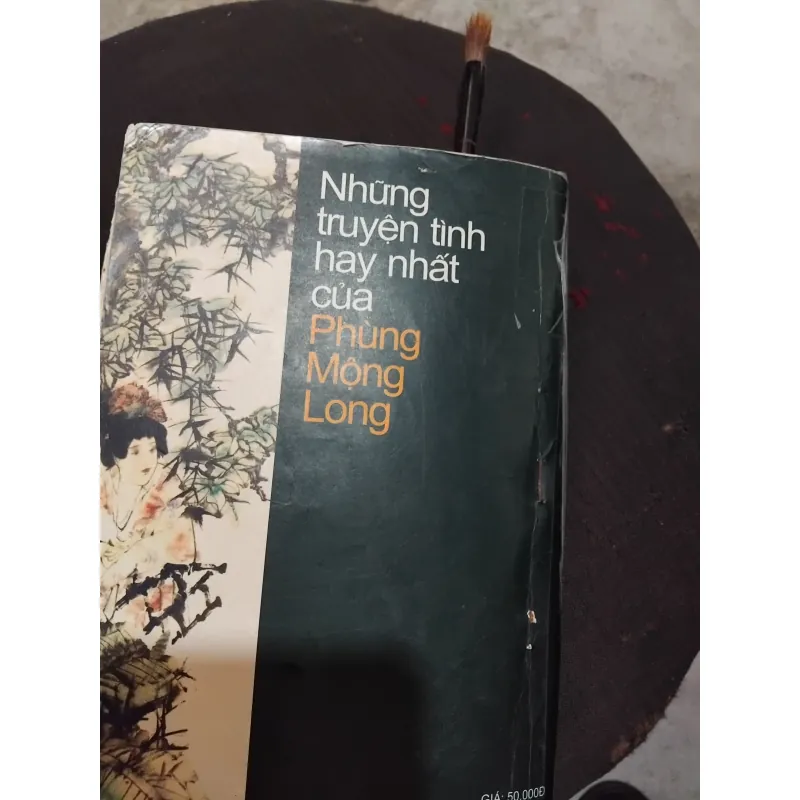 Những
truyện tình
hay nhất
của
Phùng
Mộng
Long
GIÁ: 50.000Đ